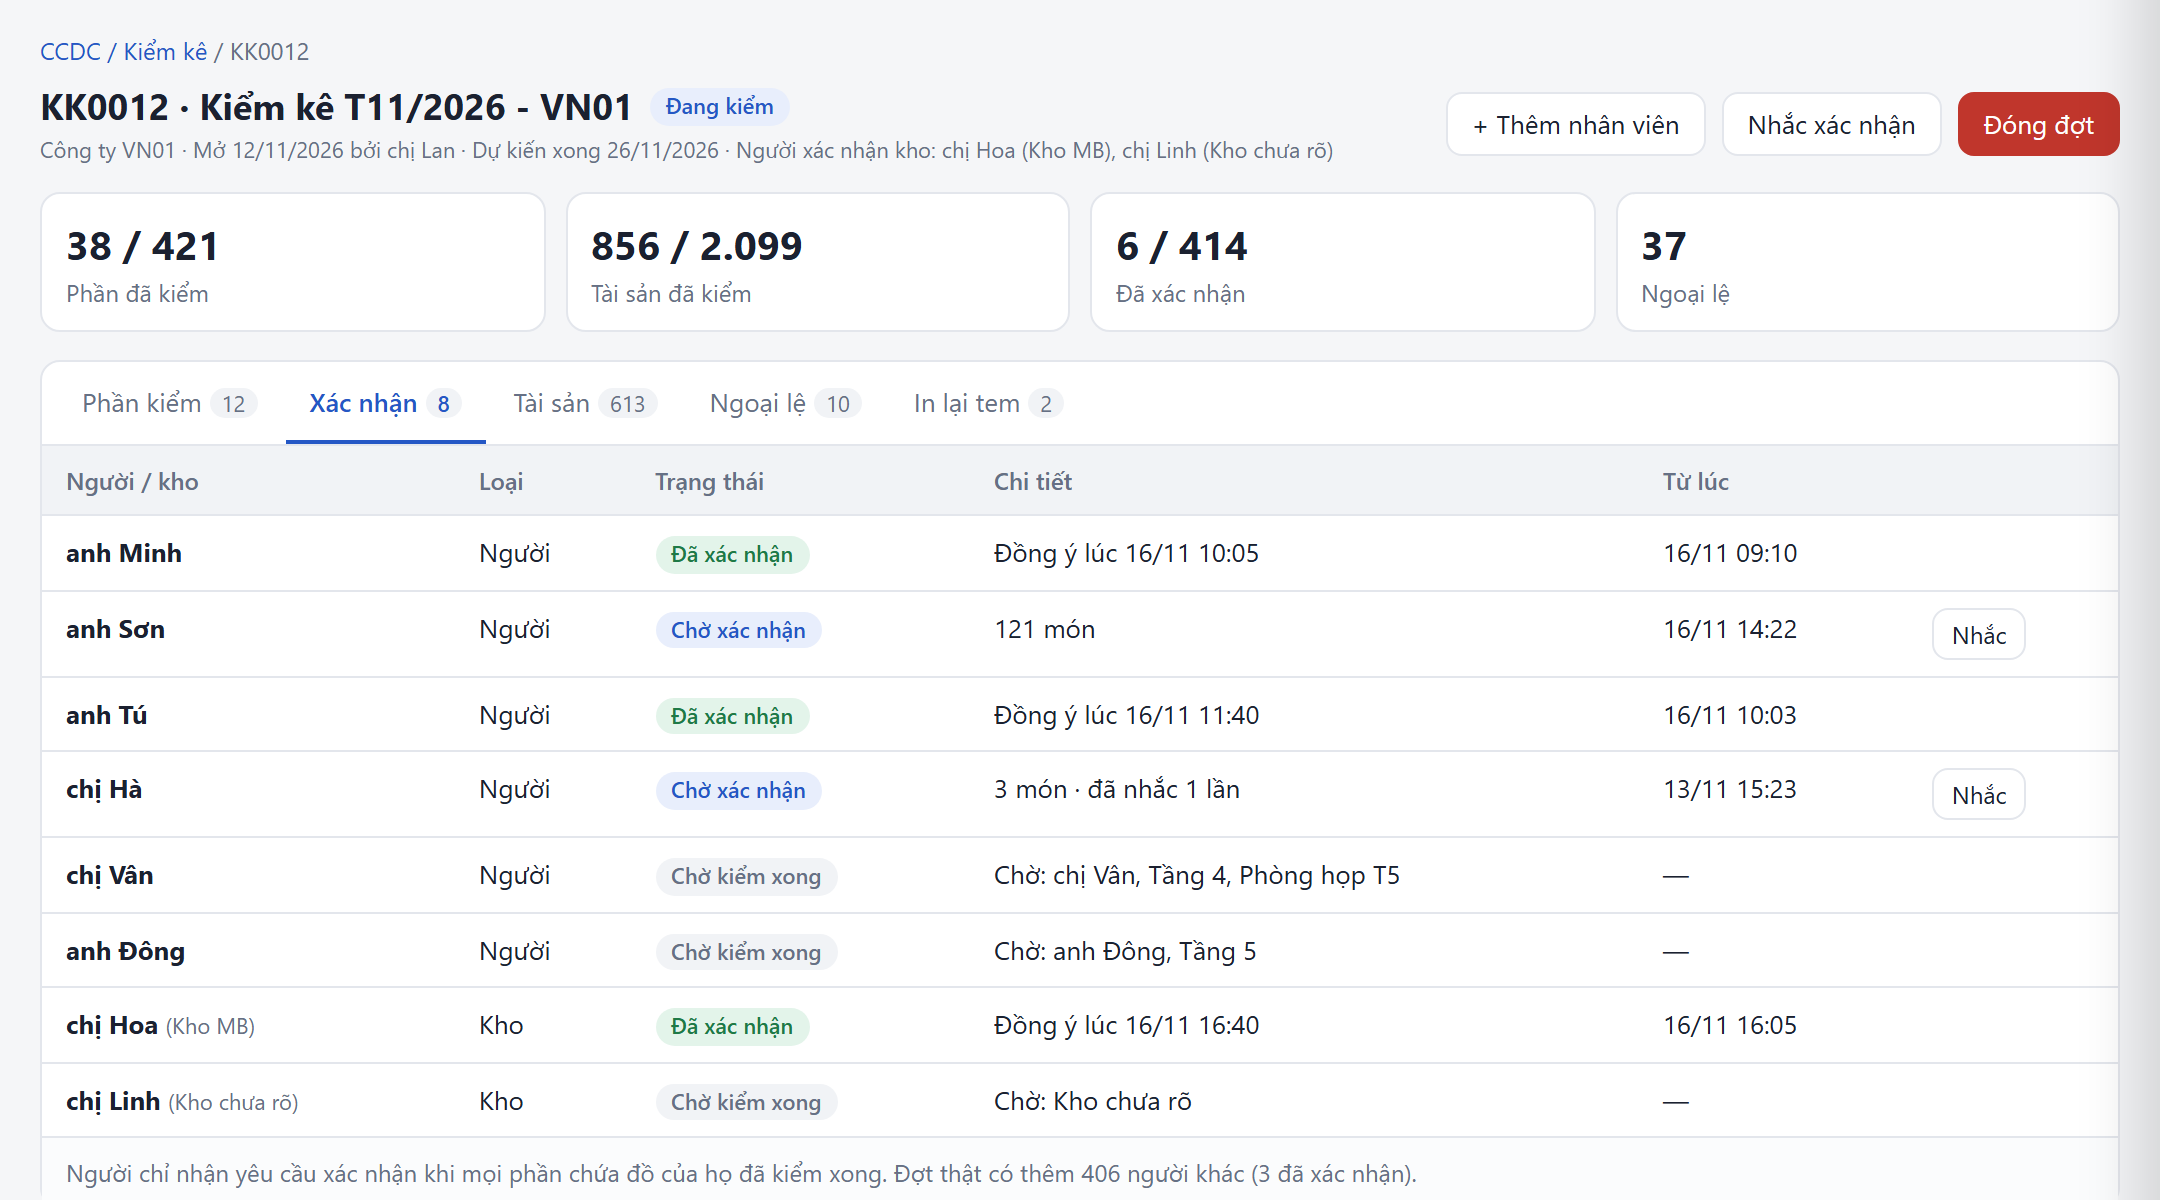 CCDC / Kiểm kê / KK0012
KK0012 · Kiểm kê T11/2026 - VN01 Đang kiểm
Công ty VN01 · Mở 12/11/2026 bởi chị Lan · Dự kiến xong 26/11/2026 · Người xác nhận kho: chị Hoa (Kho MB), chị Linh (Kho chưa rõ)
+ Thêm nhân viên Nhắc xác nhận Đóng đợt
38 / 421
Phần đã kiểm
856 / 2.099
Tài sản đã kiểm
6 / 414
Đã xác nhận
37
Ngoại lệ
Phần kiểm 12 Xác nhận 8 Tài sản 613 Ngoại lệ 10 In lại tem 2
Người / kho Loại Trạng thái Chi tiết Từ lúc
anh Minh Người Đã xác nhận Đồng ý lúc 16/11 10:05 16/11 09:10
anh Sơn Người Chờ xác nhận 121 món 16/11 14:22 Nhắc
anh Tú Người Đã xác nhận Đồng ý lúc 16/11 11:40 16/11 10:03
chị Hà Người Chờ xác nhận 3 món · đã nhắc 1 lần 13/11 15:23 Nhắc
chị Vân Người Chờ kiểm xong Chờ: chị Vân, Tầng 4, Phòng họp T5 —
anh Đông Người Chờ kiểm xong Chờ: anh Đông, Tầng 5 —
chị Hoa (Kho MB) Kho Đã xác nhận Đồng ý lúc 16/11 16:40 16/11 16:05
chị Linh (Kho chưa rõ) Kho Chờ kiểm xong Chờ: Kho chưa rõ —
Người chỉ nhận yêu cầu xác nhận khi mọi phần chứa đồ của họ đã kiểm xong. Đợt thật có thêm 406 người khác (3 đã xác nhận).